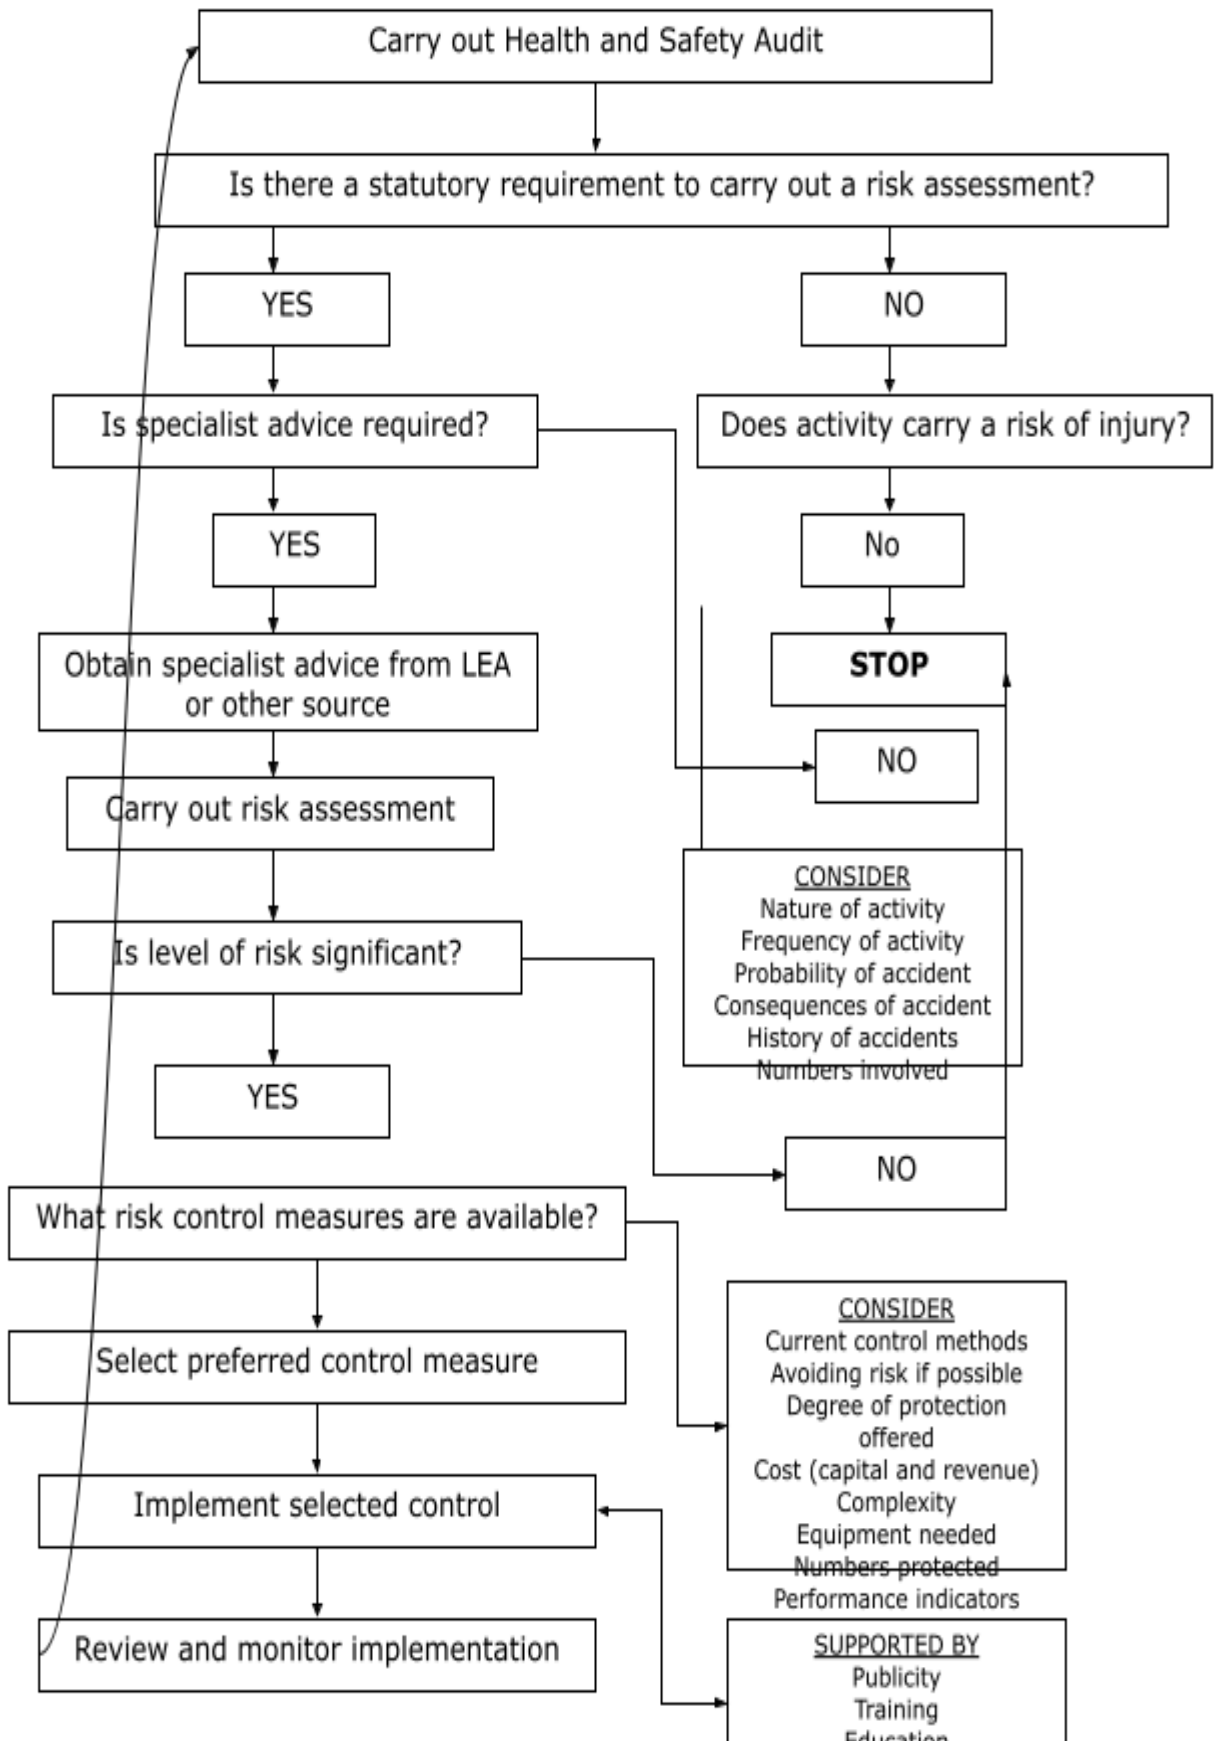 Carry out Health and Safety Audit
Is there a statutory requirement to carry out a risk assessment?
YES
NO
Is specialist advice required?
Does activity carry a risk of injury?
YES
No
Obtain specialist advice from LEA
or other source
STOP
NO
Carry out risk assessment
CONSIDER
Nature of activity
Frequency of activity
Probability of accident
Consequences of accident
History of accidents
Numbers involved
Is level of risk significant?
YES
NO
What risk control measures are available?
CONSIDER
Current control methods
Avoiding risk if possible
Degree of protection
offered
Cost (capital and revenue)
Complexity
Equipment needed
Numbers protected
Performance indicators
Select preferred control measure
Implement selected control
Review and monitor implementation
SUPPORTED BY
Publicity
Training
Education